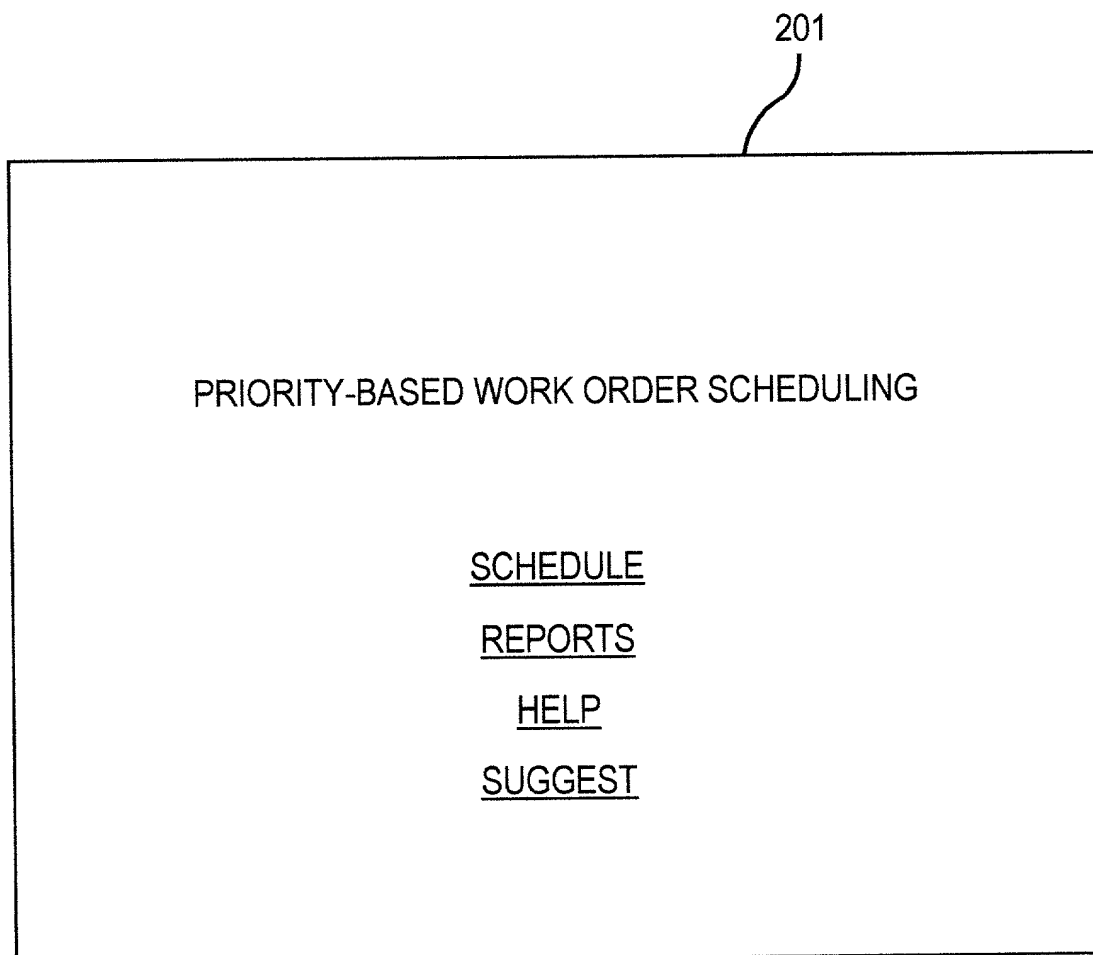 201
PRIORITY-BASED WORK ORDER SCHEDULING
SCHEDULE
REPORTS
HELP
SUGGEST